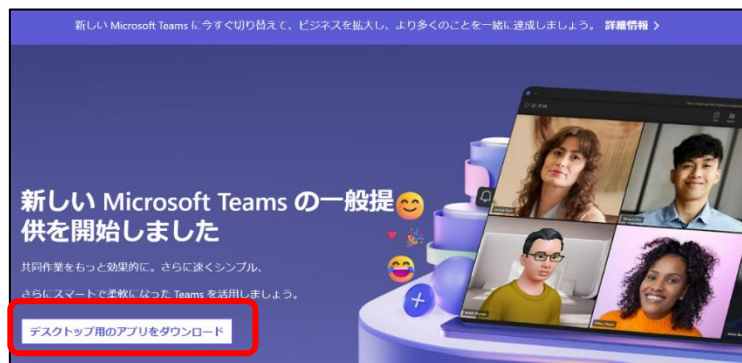 新しい Microsoft Teams に今すぐ切り替えて、ビジネスを拡大し、より多くのことを一緒に達成しましょう。 詳細情報 >
新しい Microsoft Teams の一般提
供を開始しました
共同作業をもっと効果的に。さらに速くシンプル、
さらにスマートで柔軟になった Teams を活用しましょう。
デスクトップ用のアプリをダウンロード